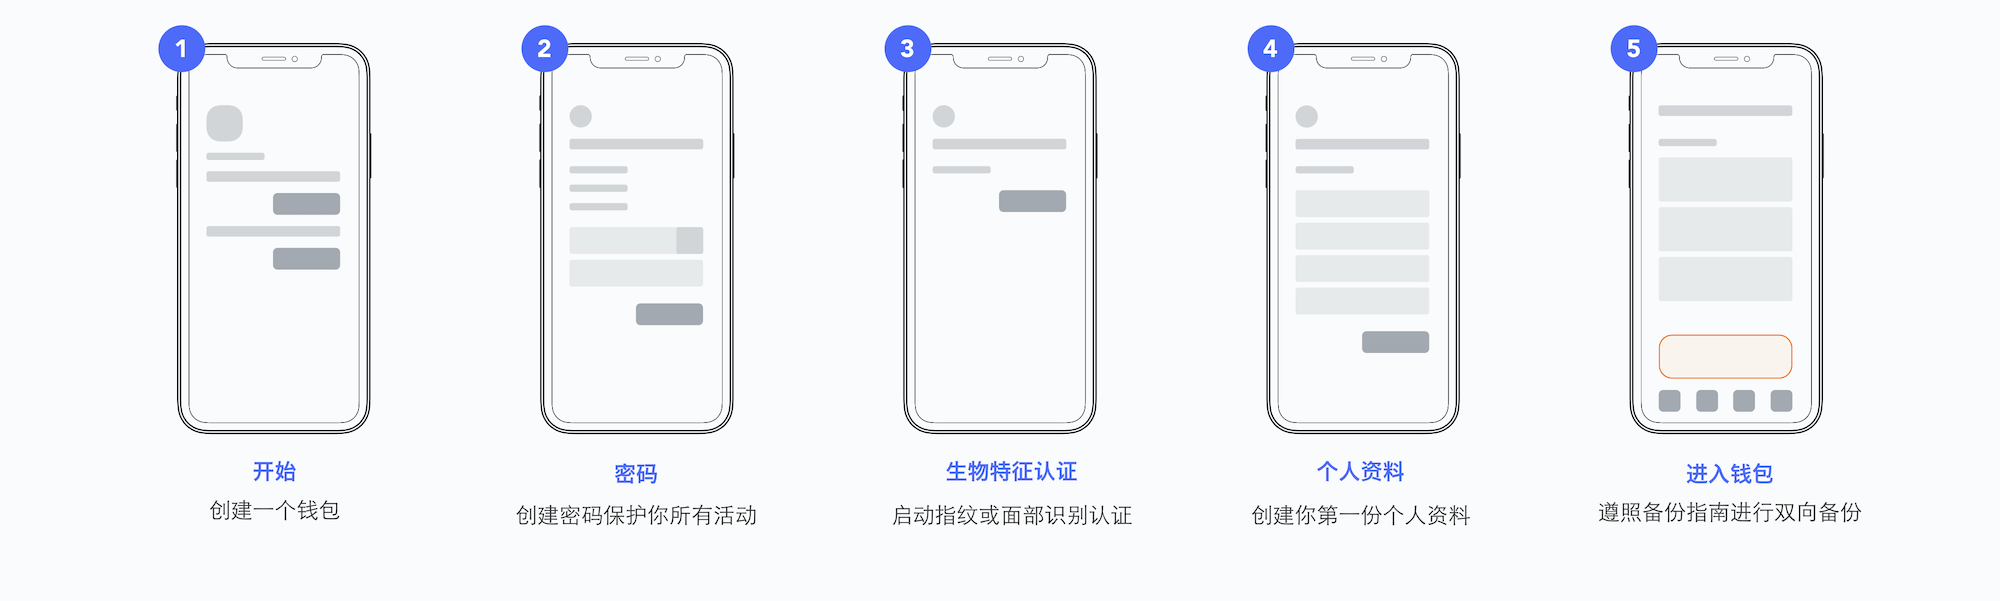 1
开始
创建一个钱包
2
密码
创建密码保护你所有活动
3
生物特征认证
启动指纹或面部识别认证
4
个人资料
创建你第一份个人资料
5
进入钱包
遵照备份指南进行双向备份